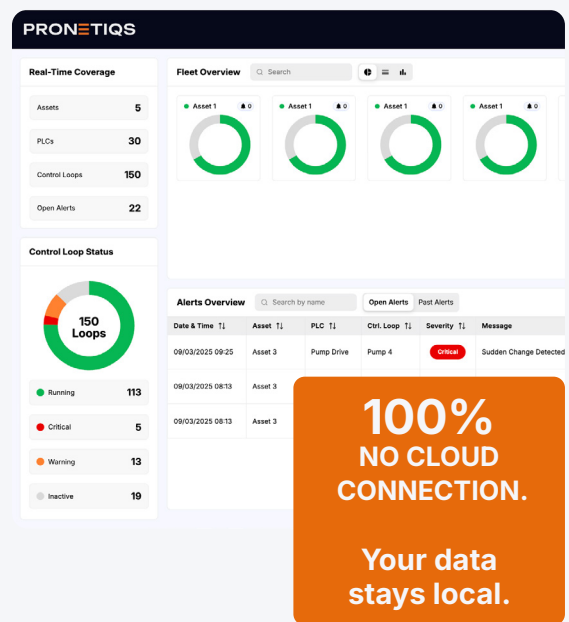 PRONETIQS
Real-Time Coverage
Assets 5
PLCs 30
Control Loops 150
Open Alerts 22
Control Loop Status
150
Loops
Running 113
Critical 5
Warning 13
Inactive 19
Fleet Overview Search
Asset 1 0 Asset 1 0 Asset 1 0 Asset 1 0
Alerts Overview Search by name Open Alerts Past Alerts
Date & Time ↑↓ Asset ↑↓ PLC ↑↓ Ctrl. Loop ↑↓ Severity ↑↓ Message
09/03/2025 09:25 Asset 3 Pump Drive Pump 4 Critical Sudden Change Detected
09/03/2025 08:13 Asset 3
09/03/2025 08:13 Asset 3
100%
NO CLOUD
CONNECTION.
Your data
stays local.